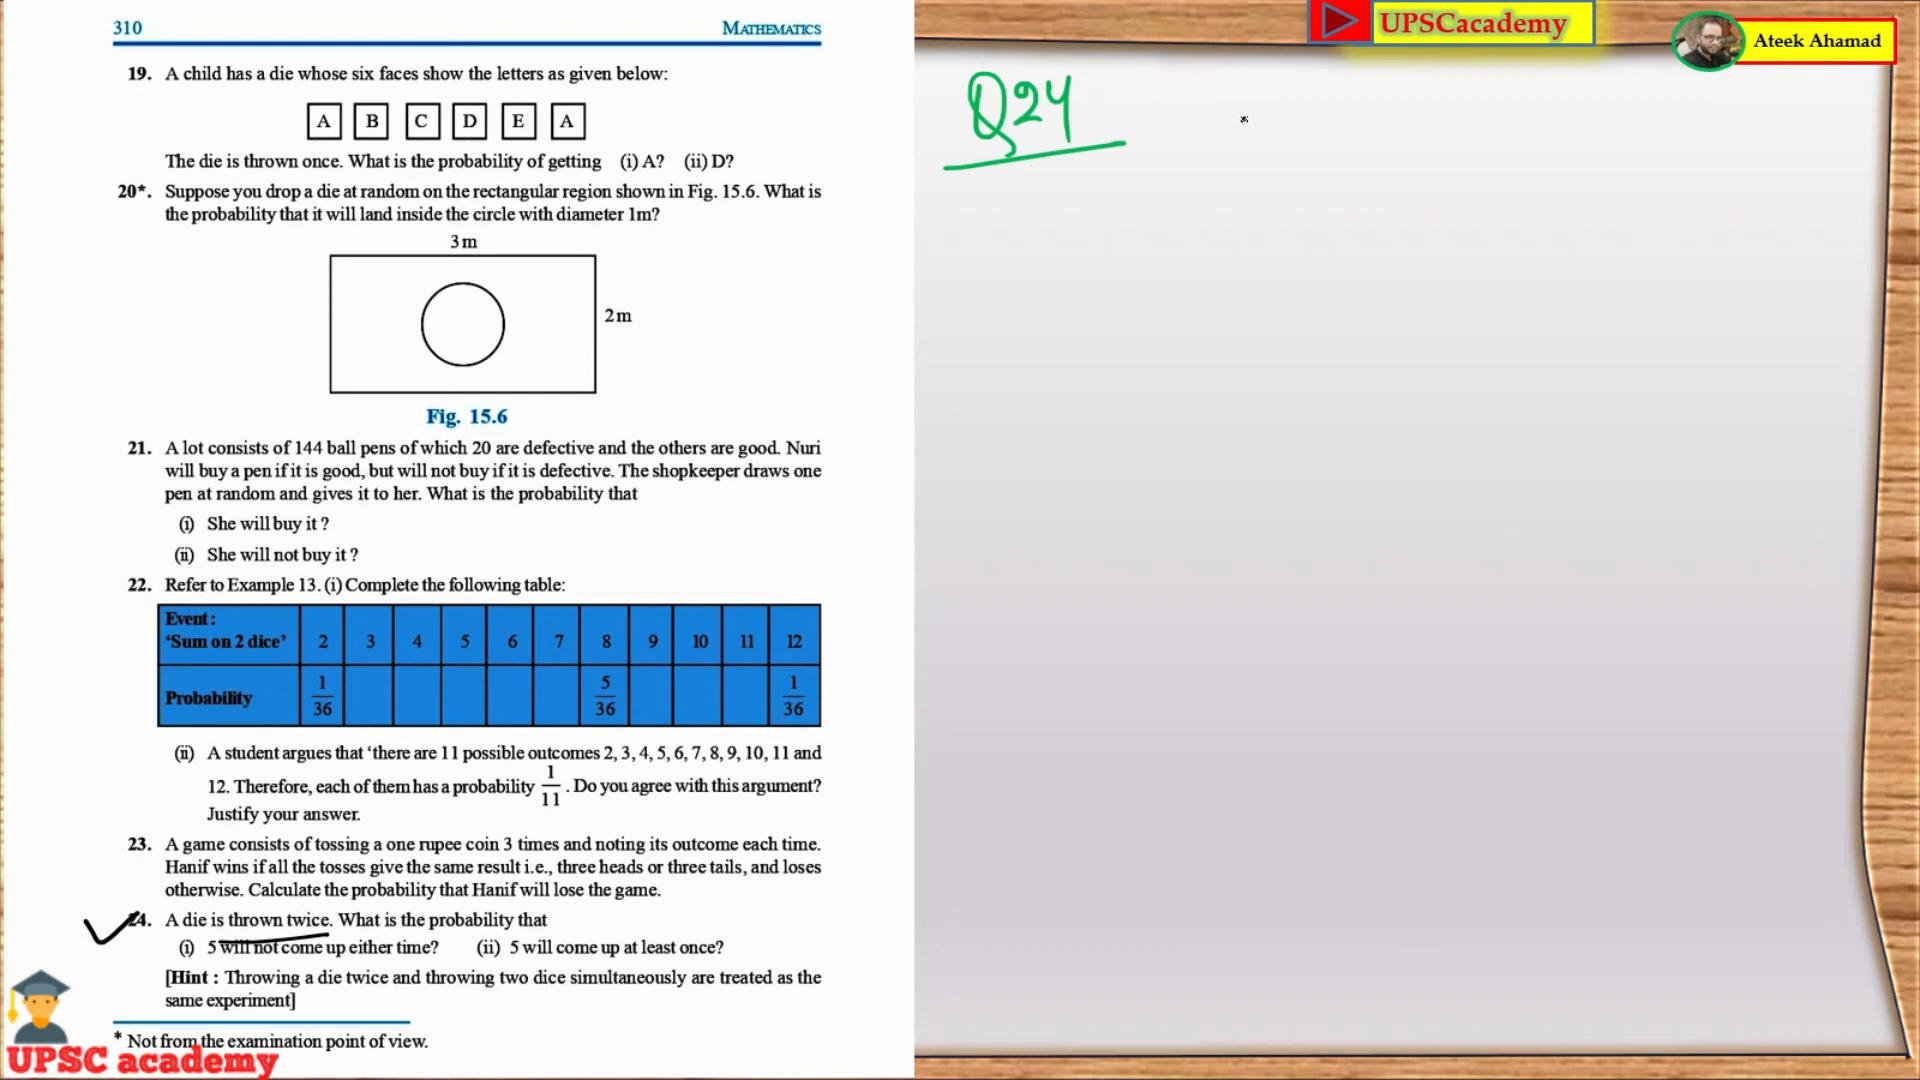 310 MATHEMATICS
UPSCacademy
Ateek Ahamad
19. A child has a die whose six faces show the letters as given below:
A B C D E A
The die is thrown once. What is the probability of getting (i) A? (ii) D?
20*. Suppose you drop a die at random on the rectangular region shown in Fig. 15.6. What is
the probability that it will land inside the circle with diameter 1m?
3 m
2 m
Fig. 15.6
21. A lot consists of 144 ball pens of which 20 are defective and the others are good. Nuri
will buy a pen if it is good, but will not buy if it is defective. The shopkeeper draws one
pen at random and gives it to her. What is the probability that
(i) She will buy it ?
(ii) She will not buy it ?
22. Refer to Example 13. (i) Complete the following table:
Event :
‘Sum on 2 dice’ 2 3 4 5 6 7 8 9 10 11 12
Probability 1/36 5/36 1/36
(ii) A student argues that ‘there are 11 possible outcomes 2, 3, 4, 5, 6, 7, 8, 9, 10, 11 and
12. Therefore, each of them has a probability 1/11 . Do you agree with this argument?
Justify your answer.
23. A game consists of tossing a one rupee coin 3 times and noting its outcome each time.
Hanif wins if all the tosses give the same result i.e., three heads or three tails, and loses
otherwise. Calculate the probability that Hanif will lose the game.
24. A die is thrown twice. What is the probability that
(i) 5 will not come up either time? (ii) 5 will come up at least once?
[Hint : Throwing a die twice and throwing two dice simultaneously are treated as the
same experiment]
* Not from the examination point of view.
UPSC academy
Q24